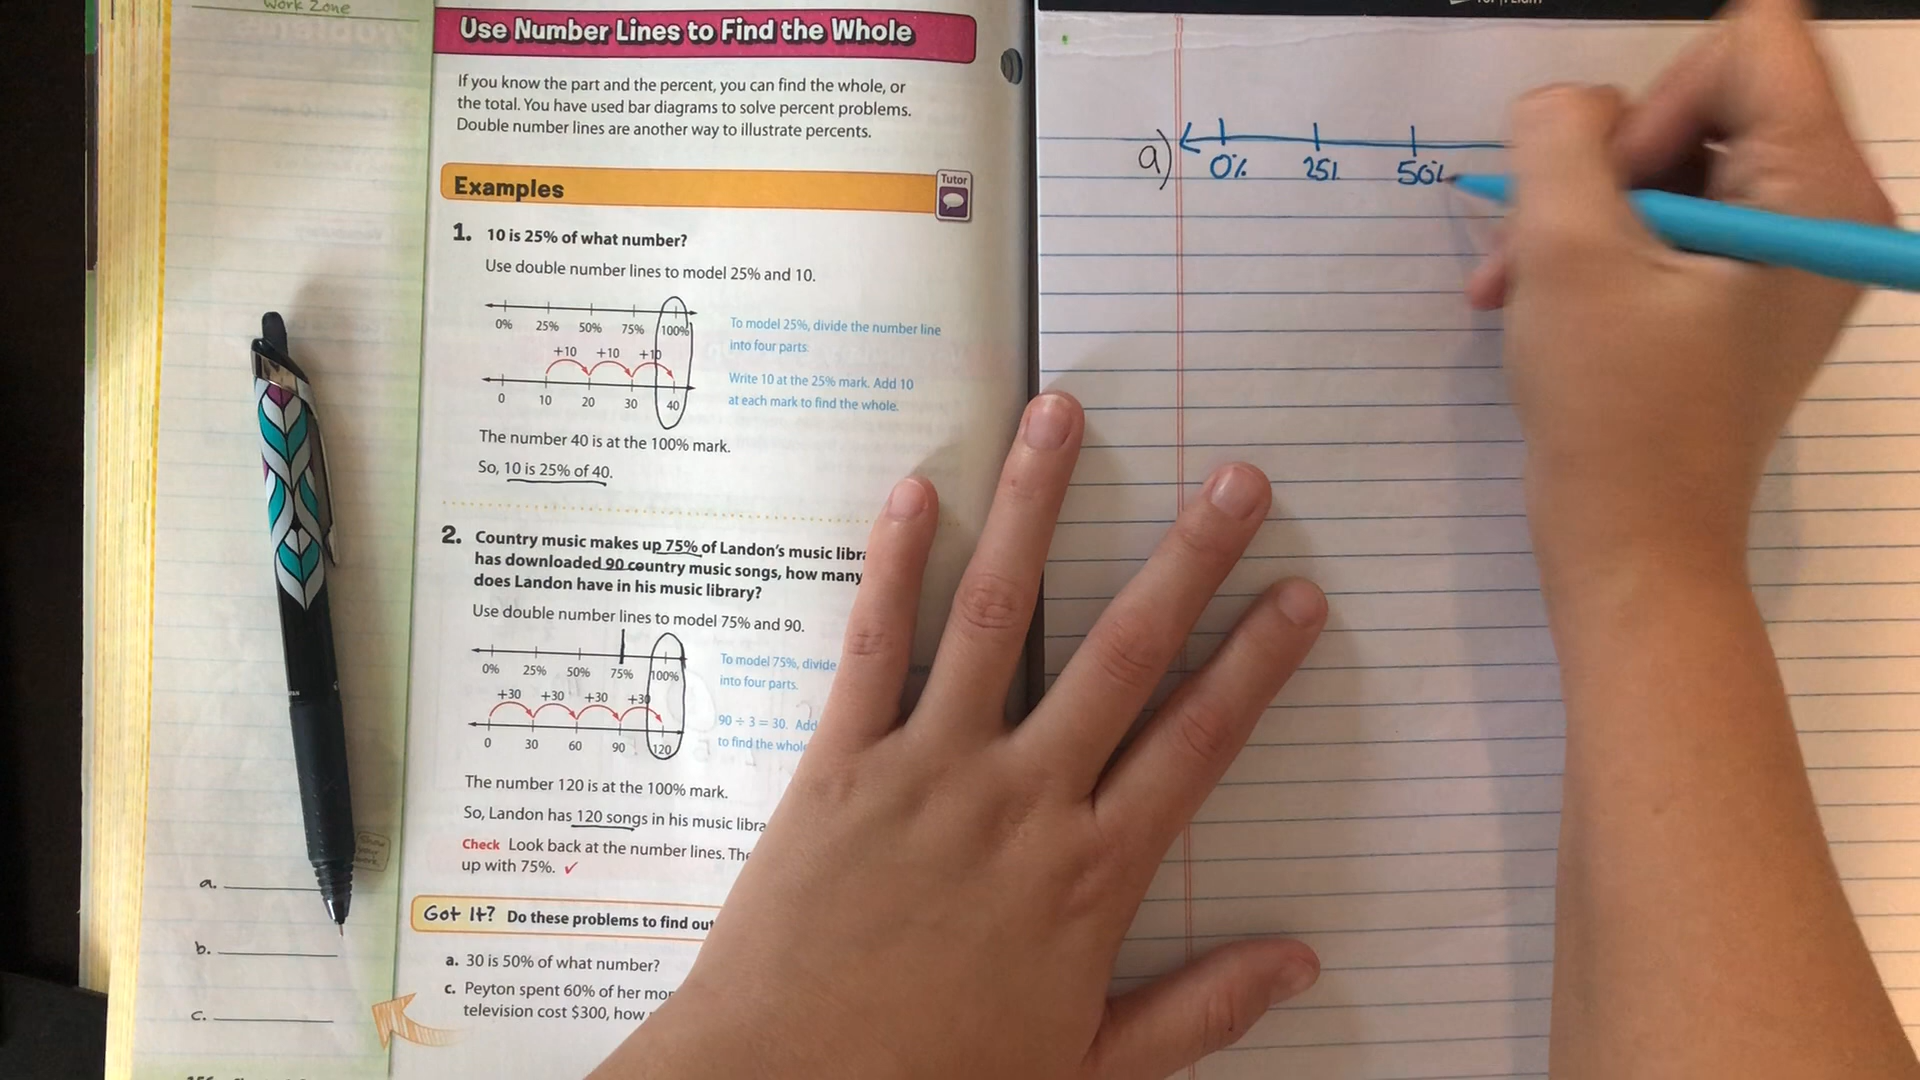 Work Zone
Use Number Lines to Find the Whole
If you know the part and the percent, you can find the whole, or
the total. You have used bar diagrams to solve percent problems.
Double number lines are another way to illustrate percents.
Examples
Tutor
1. 10 is 25% of what number?
Use double number lines to model 25% and 10.
0% 25% 50% 75% 100%
+10 +10 +10
0 10 20 30 40
To model 25%, divide the number line
into four parts.
Write 10 at the 25% mark. Add 10
at each mark to find the whole.
The number 40 is at the 100% mark.
So, 10 is 25% of 40.
2. Country music makes up 75% of Landon's music
has downloaded 90 country music songs, how many
does Landon have in his music library?
Use double number lines to model 75% and 90.
0% 25% 50% 75% 100%
+30 +30 +30 +30
0 30 60 90 120
To model 75%, divide
into four parts.
90 ÷ 3 = 30. Add
to find the
The number 120 is at the 100% mark.
So, Landon has 120 songs in his music
Check Look back at the number lines.
up with 75%. ✓
Show
your
work.
a.
b.
c.
Got It? Do these problems to find
a. 30 is 50% of what number?
c. Peyton spent 60% of her
television cost $300, how
a)
0% 25% 50%